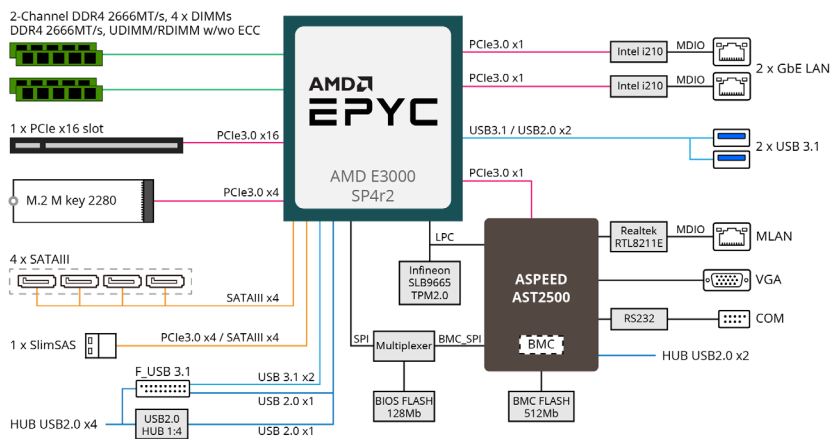 2-Channel DDR4 2666MT/s, 4 x DIMMs
DDR4 2666MT/s, UDIMM/RDIMM w/wo ECC
1 x PCIe x16 slot
PCIe3.0 x16
M.2 M key 2280
PCIe3.0 x4
4 x SATAIII
SATAIII x4
1 x SlimSAS
PCIe3.0 x4 / SATAIII x4
F_USB 3.1
USB 3.1 x2
USB 2.0 x1
HUB USB2.0 x4
USB2.0
HUB 1:4
USB 2.0 x1
AMD
EPYC
AMD E3000
SP4r2
PCIe3.0 x1
Intel i210
MDIO
PCIe3.0 x1
Intel i210
MDIO
2 x GbE LAN
USB3.1 / USB2.0 x2
2 x USB 3.1
PCIe3.0 x1
LPC
Infineon
SLB9665
TPM2.0
SPI
Multiplexer
BMC_SPI
BIOS FLASH
128Mb
ASPEED
AST2500
BMC
BMC FLASH
512Mb
Realtek
RTL8211E
MDIO
MLAN
VGA
RS232
COM
HUB USB2.0 x2